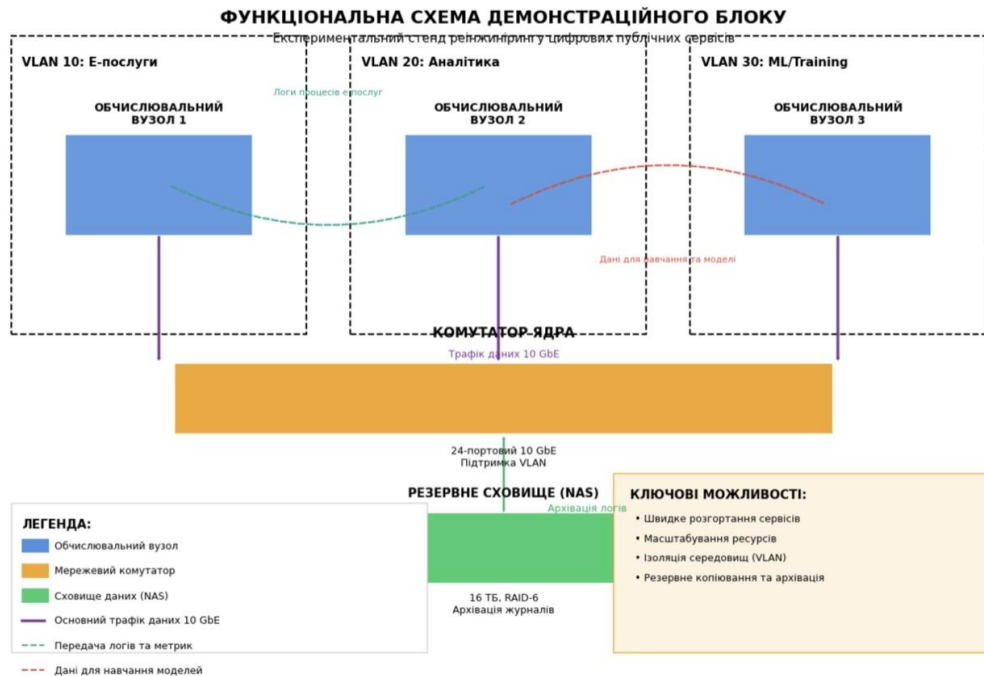 ФУНКЦІОНАЛЬНА СХЕМА ДЕМОНСТРАЦІЙНОГО БЛОКУ
Експериментальний стенд реінжинірингу цифрових публічних сервісів
VLAN 10: Е-послуги
VLAN 20: Аналітика
VLAN 30: ML/Training
Логи процесів е-послуг
ОБЧИСЛЮВАЛЬНИЙ
ВУЗОЛ 1
ОБЧИСЛЮВАЛЬНИЙ
ВУЗОЛ 2
ОБЧИСЛЮВАЛЬНИЙ
ВУЗОЛ 3
Дані для навчання та моделі
КОМУТАТОР ЯДРА
Трафік даних 10 GbE
24-портовий 10 GbE
Підтримка VLAN
РЕЗЕРВНЕ СХОВИЩЕ (NAS)
Архівація логів
16 ТБ, RAID-6
Архівація журналів
ЛЕГЕНДА:
Обчислювальний вузол
Мережевий комутатор
Сховище даних (NAS)
Основний трафік даних 10 GbE
Передача логів та метрик
Дані для навчання моделей
КЛЮЧОВІ МОЖЛИВОСТІ:
• Швидке розгортання сервісів
• Масштабування ресурсів
• Ізоляція середовищ (VLAN)
• Резервне копіювання та архівація